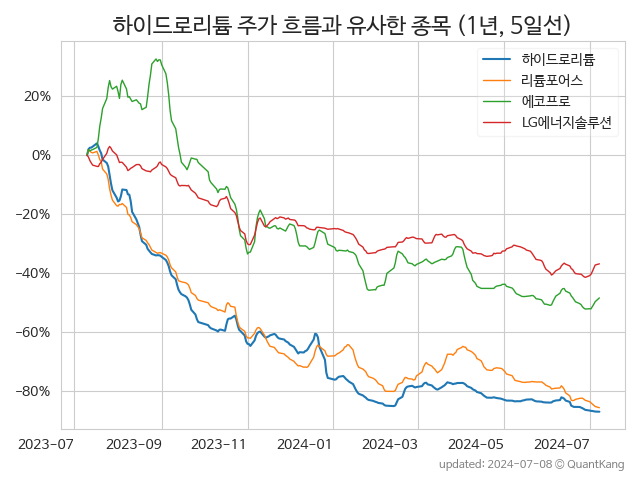 하이드로리튬 주가 흐름과 유사한 종목 (1년, 5일선)
하이드로리튬
리튬포어스
에코프로
LG에너지솔루션
20%
0%
−20%
−40%
−60%
−80%
2023-07 2023-09 2023-11 2024-01 2024-03 2024-05 2024-07
updated: 2024-07-08 © QuantKang